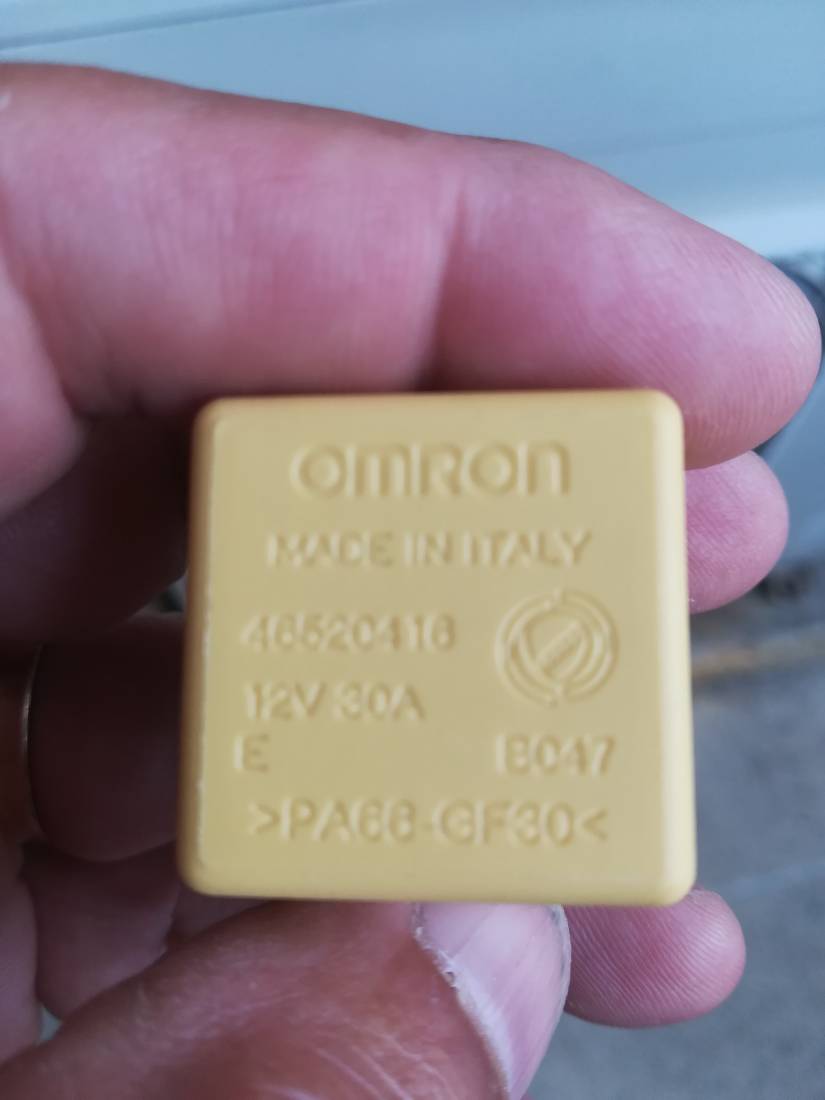 OMRON
MADE IN ITALY
46520416
12V 30A
E B047
>PA66-GF30<